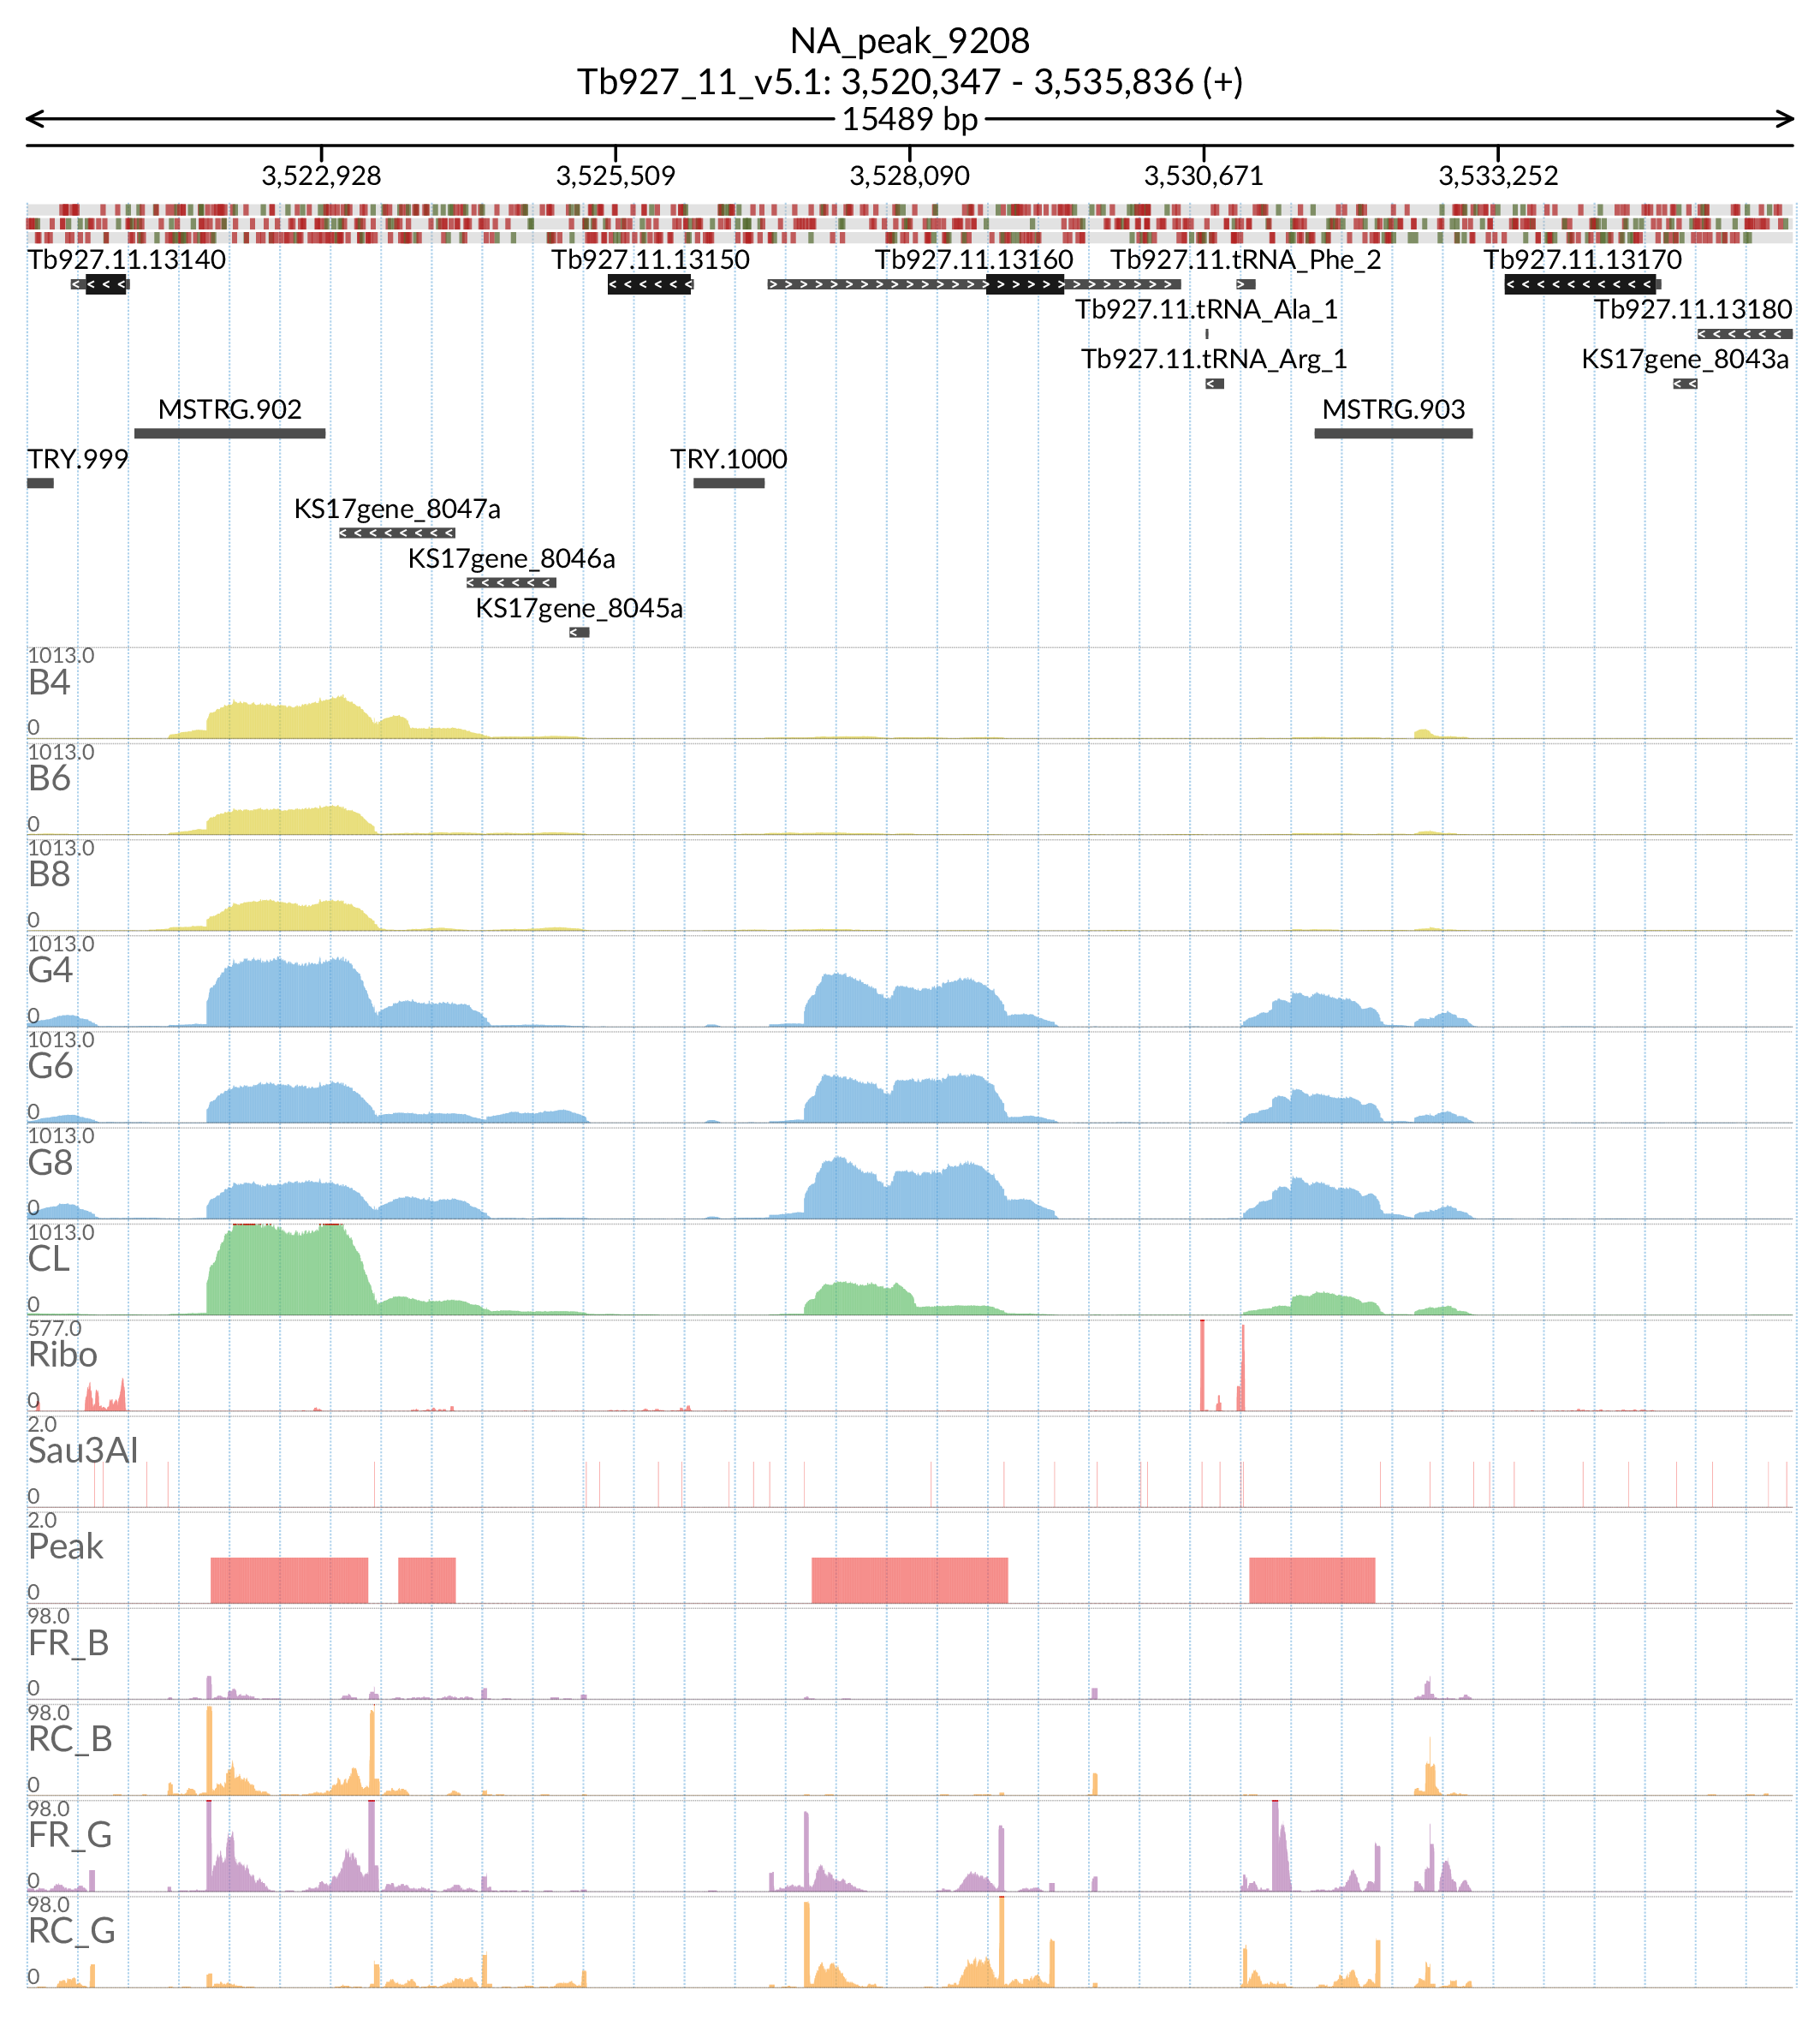 NA_peak_9208
Tb927_11_v5.1: 3,520,347 - 3,535,836 (+)
15489 bp
3,522,928 3,525,509 3,528,090 3,530,671 3,533,252
Tb927.11.13140 Tb927.11.13150 Tb927.11.13160 Tb927.11.tRNA_Phe_2 Tb927.11.13170
Tb927.11.tRNA_Ala_1 Tb927.11.13180
Tb927.11.tRNA_Arg_1 KS17gene_8043a
MSTRG.902 MSTRG.903
TRY.999 TRY.1000
KS17gene_8047a
KS17gene_8046a
KS17gene_8045a
1013.0
B4
0
1013.0
B6
0
1013.0
B8
0
1013.0
G4
0
1013.0
G6
0
1013.0
G8
0
1013.0
CL
0
577.0
Ribo
0
2.0
Sau3AI
0
2.0
Peak
0
98.0
FR_B
0
98.0
RC_B
0
98.0
FR_G
0
98.0
RC_G
0